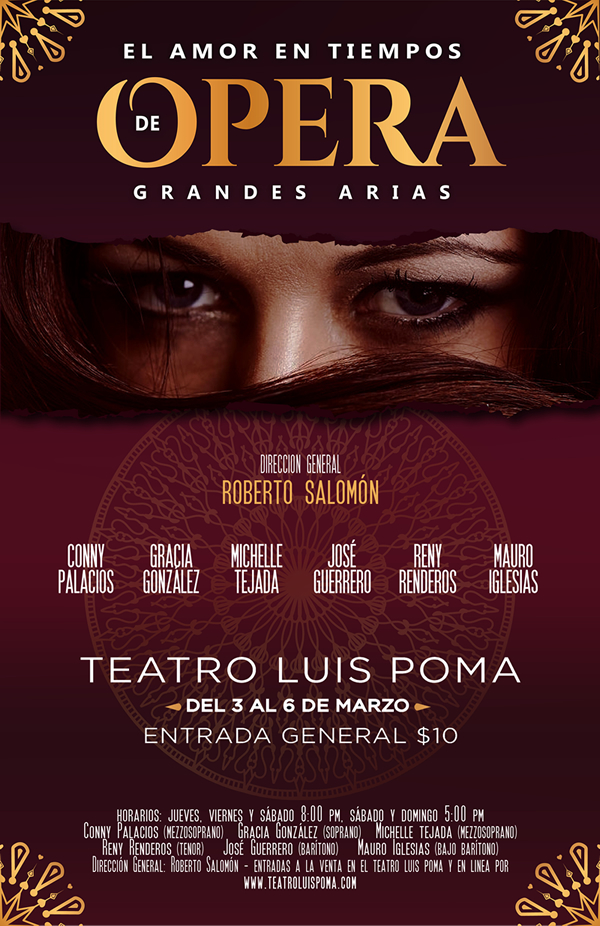 EL AMOR EN TIEMPOS
DE OPERA
GRANDES ARIAS
DIRECCION GENERAL
ROBERTO SALOMÓN
CONNY PALACIOS
GRACIA GONZÁLEZ
MICHELLE TEJADA
JOSÉ GUERRERO
RENY RENDEROS
MAURO IGLESIAS
TEATRO LUIS POMA
DEL 3 AL 6 DE MARZO
ENTRADA GENERAL $10
HORARIOS: JUEVES, VIERNES Y SÁBADO 8:00 PM, SÁBADO Y DOMINGO 5:00 PM
CONNY PALACIOS (MEZZOSOPRANO) GRACIA GONZÁLEZ (SOPRANO) MICHELLE TEJADA (MEZZOSOPRANO)
RENY RENDEROS (TENOR) JOSÉ GUERRERO (BARÍTONO) MAURO IGLESIAS (BAJO BARÍTONO)
DIRECCIÓN GENERAL: ROBERTO SALOMÓN - ENTRADAS A LA VENTA EN EL TEATRO LUIS POMA Y EN LINEA POR
WWW.TEATROLUISPOMA.COM